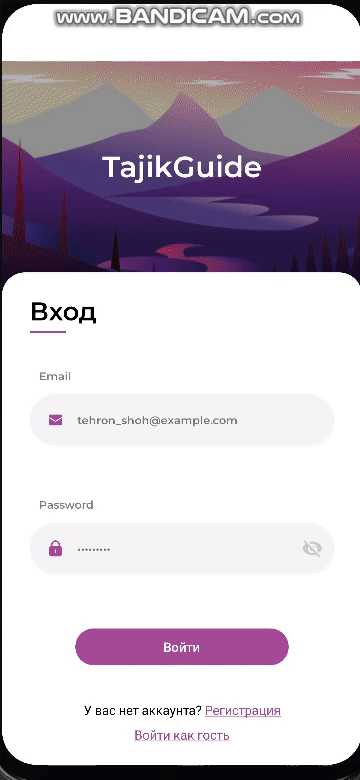 www.BANDICAM.com
TajikGuide
Вход
Email
tehron_shoh@example.com
Password
Войти
У вас нет аккаунта? Регистрация
Войти как гость